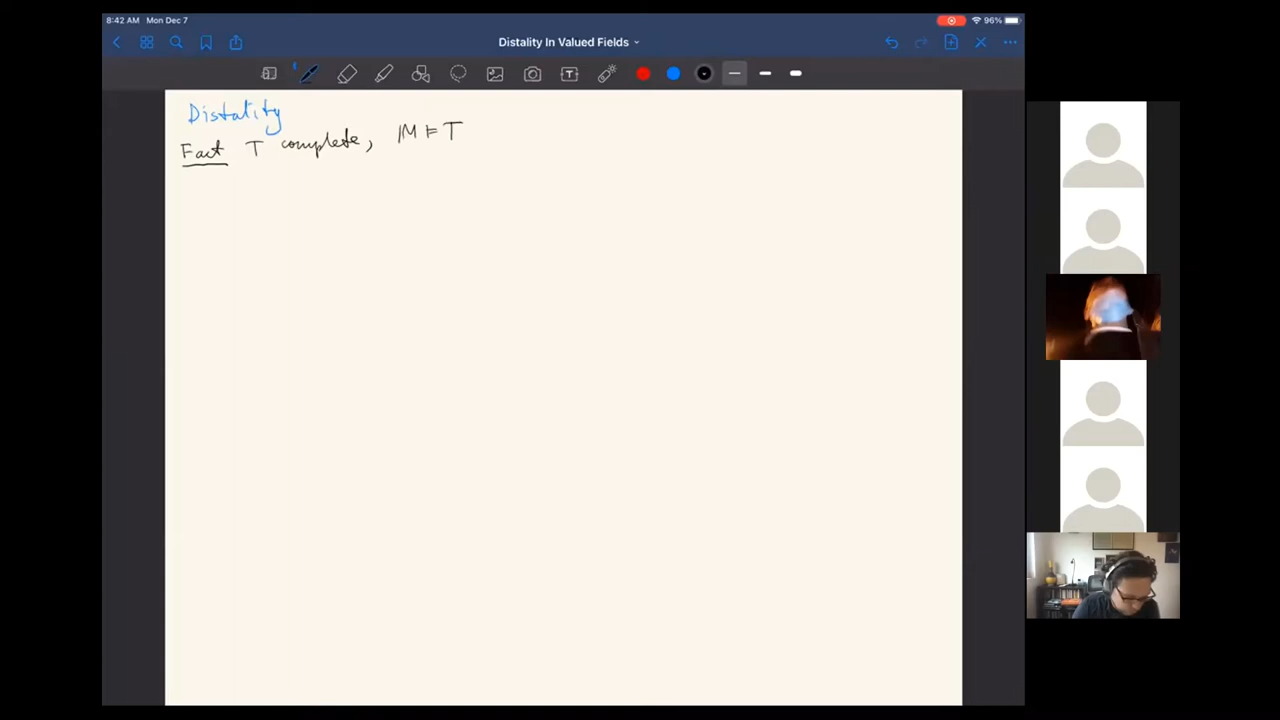 8:42 AM Mon Dec 7
96%
Distality In Valued Fields
T
Distality
Fact T complete, M ⊨ T